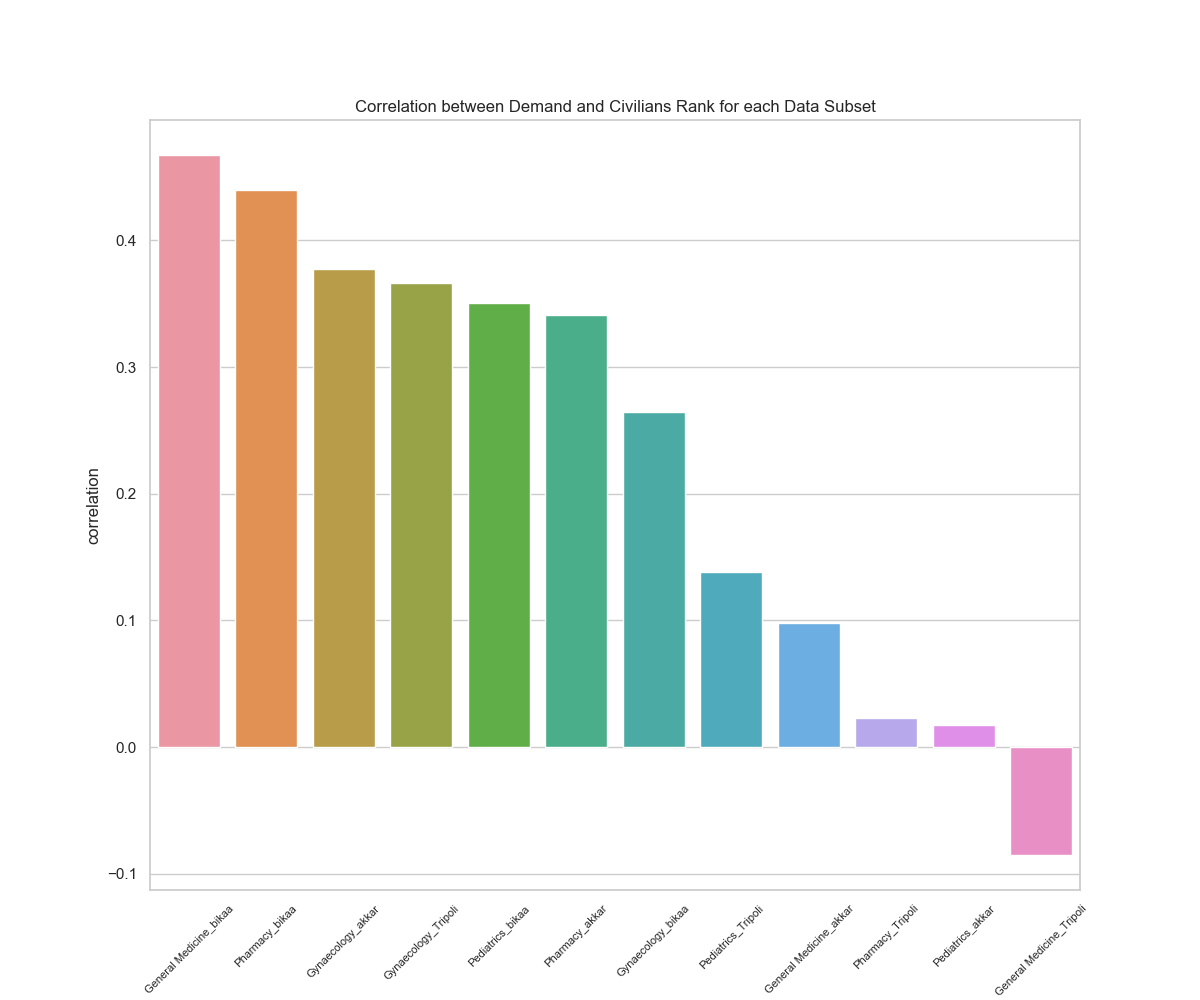 Correlation between Demand and Civilians Rank for each Data Subset
correlation
0.4
0.3
0.2
0.1
0.0
−0.1
General Medicine_bikaa
Pharmacy_bikaa
Gynaecology_akkar
Gynaecology_Tripoli
Pediatrics_bikaa
Pharmacy_akkar
Gynaecology_bikaa
Pediatrics_Tripoli
General Medicine_akkar
Pharmacy_Tripoli
Pediatrics_akkar
General Medicine_Tripoli